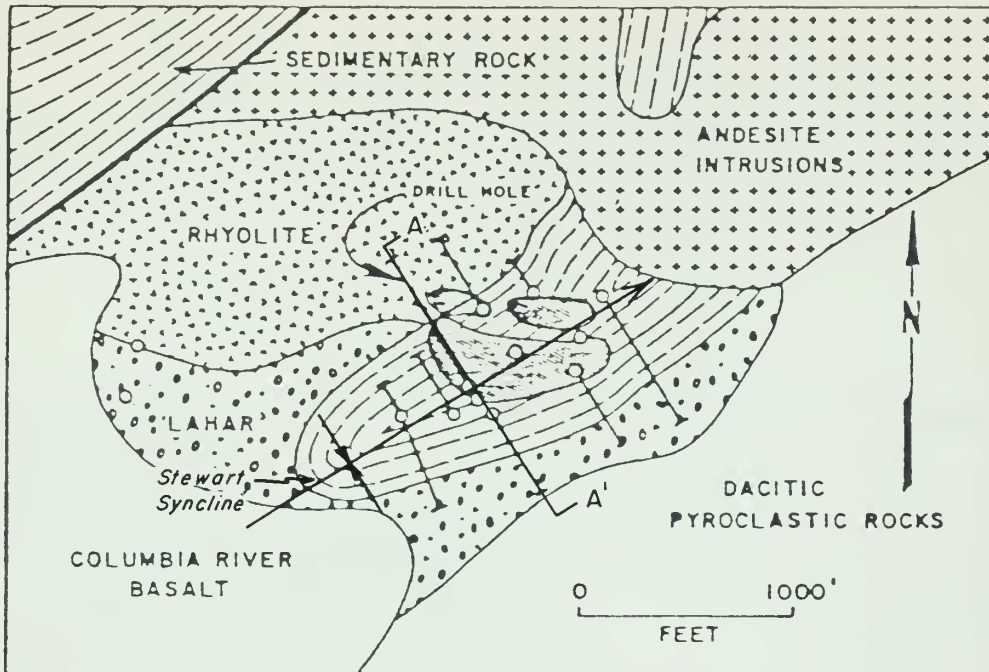 SEDIMENTARY ROCK
ANDESITE
INTRUSIONS
DRILL HOLE
RHYOLITE
A
LAHAR
Stewart
Syncline
A'
DACITIC
PYROCLASTIC ROCKS
N
COLUMBIA RIVER
BASALT
0 1000'
FEET